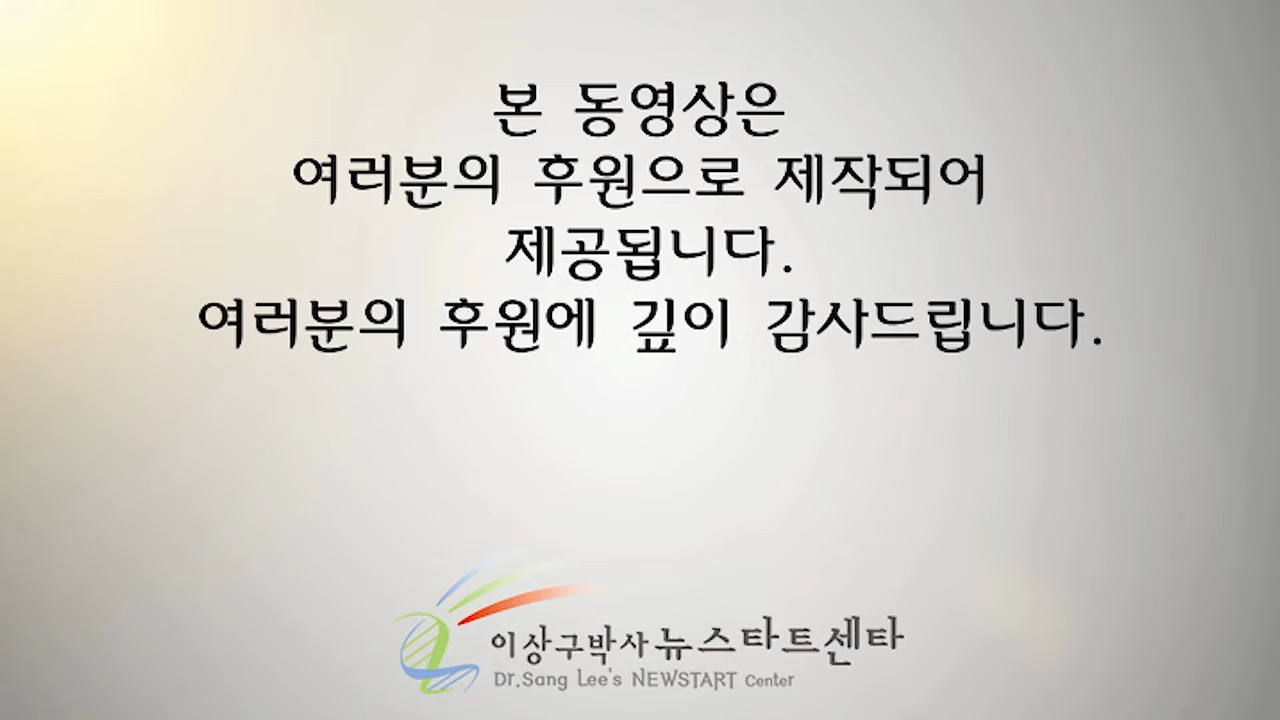 본 동영상은
여러분의 후원으로 제작되어
제공됩니다.
여러분의 후원에 깊이 감사드립니다.
이상구박사 뉴스타트센타
Dr.Sang Lee's NEWSTART Center